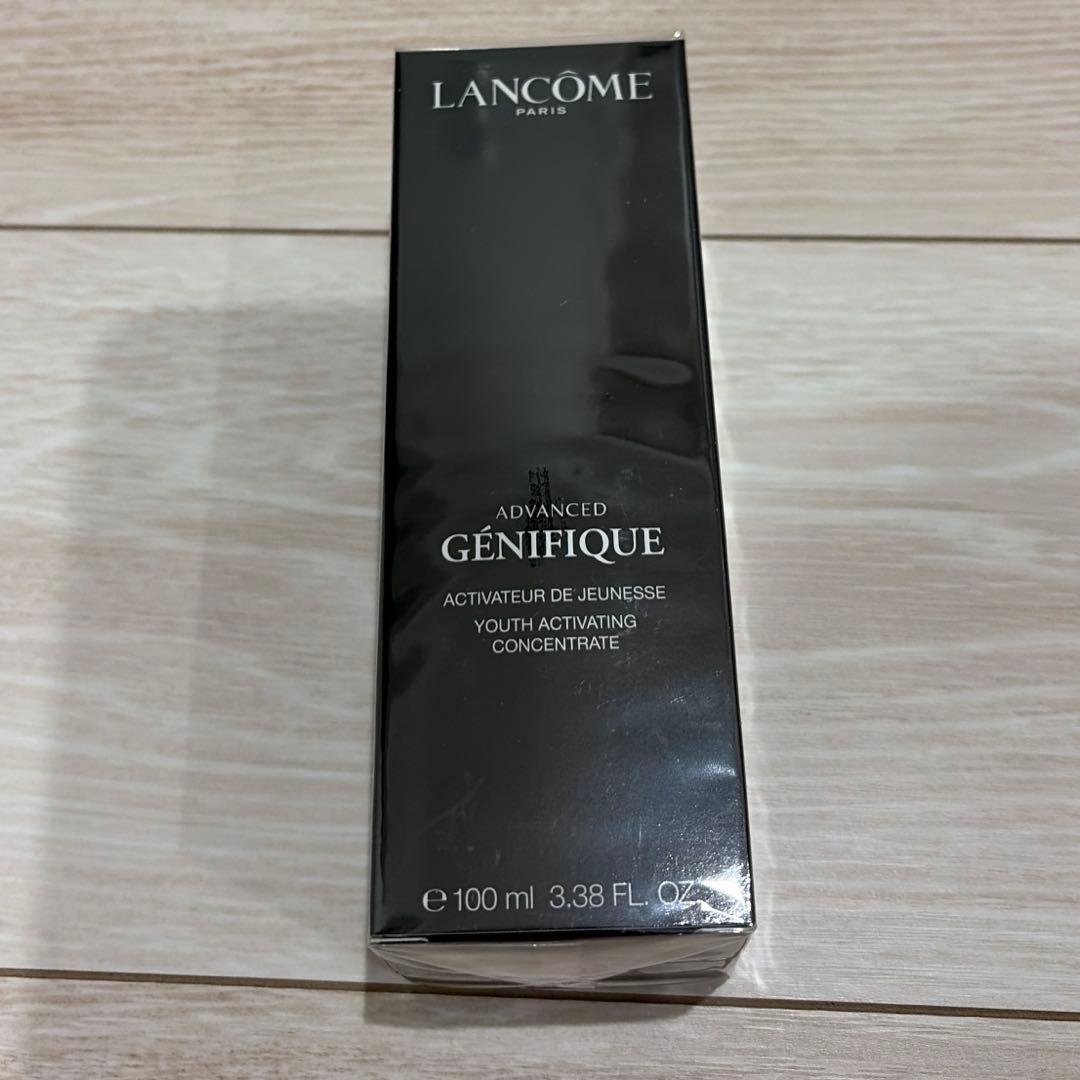 LANCÔME
PARIS
ADVANCED
GÉNIFIQUE
ACTIVATEUR DE JEUNESSE
YOUTH ACTIVATING
CONCENTRATE
℮ 100 ml 3.38 FL. OZ.